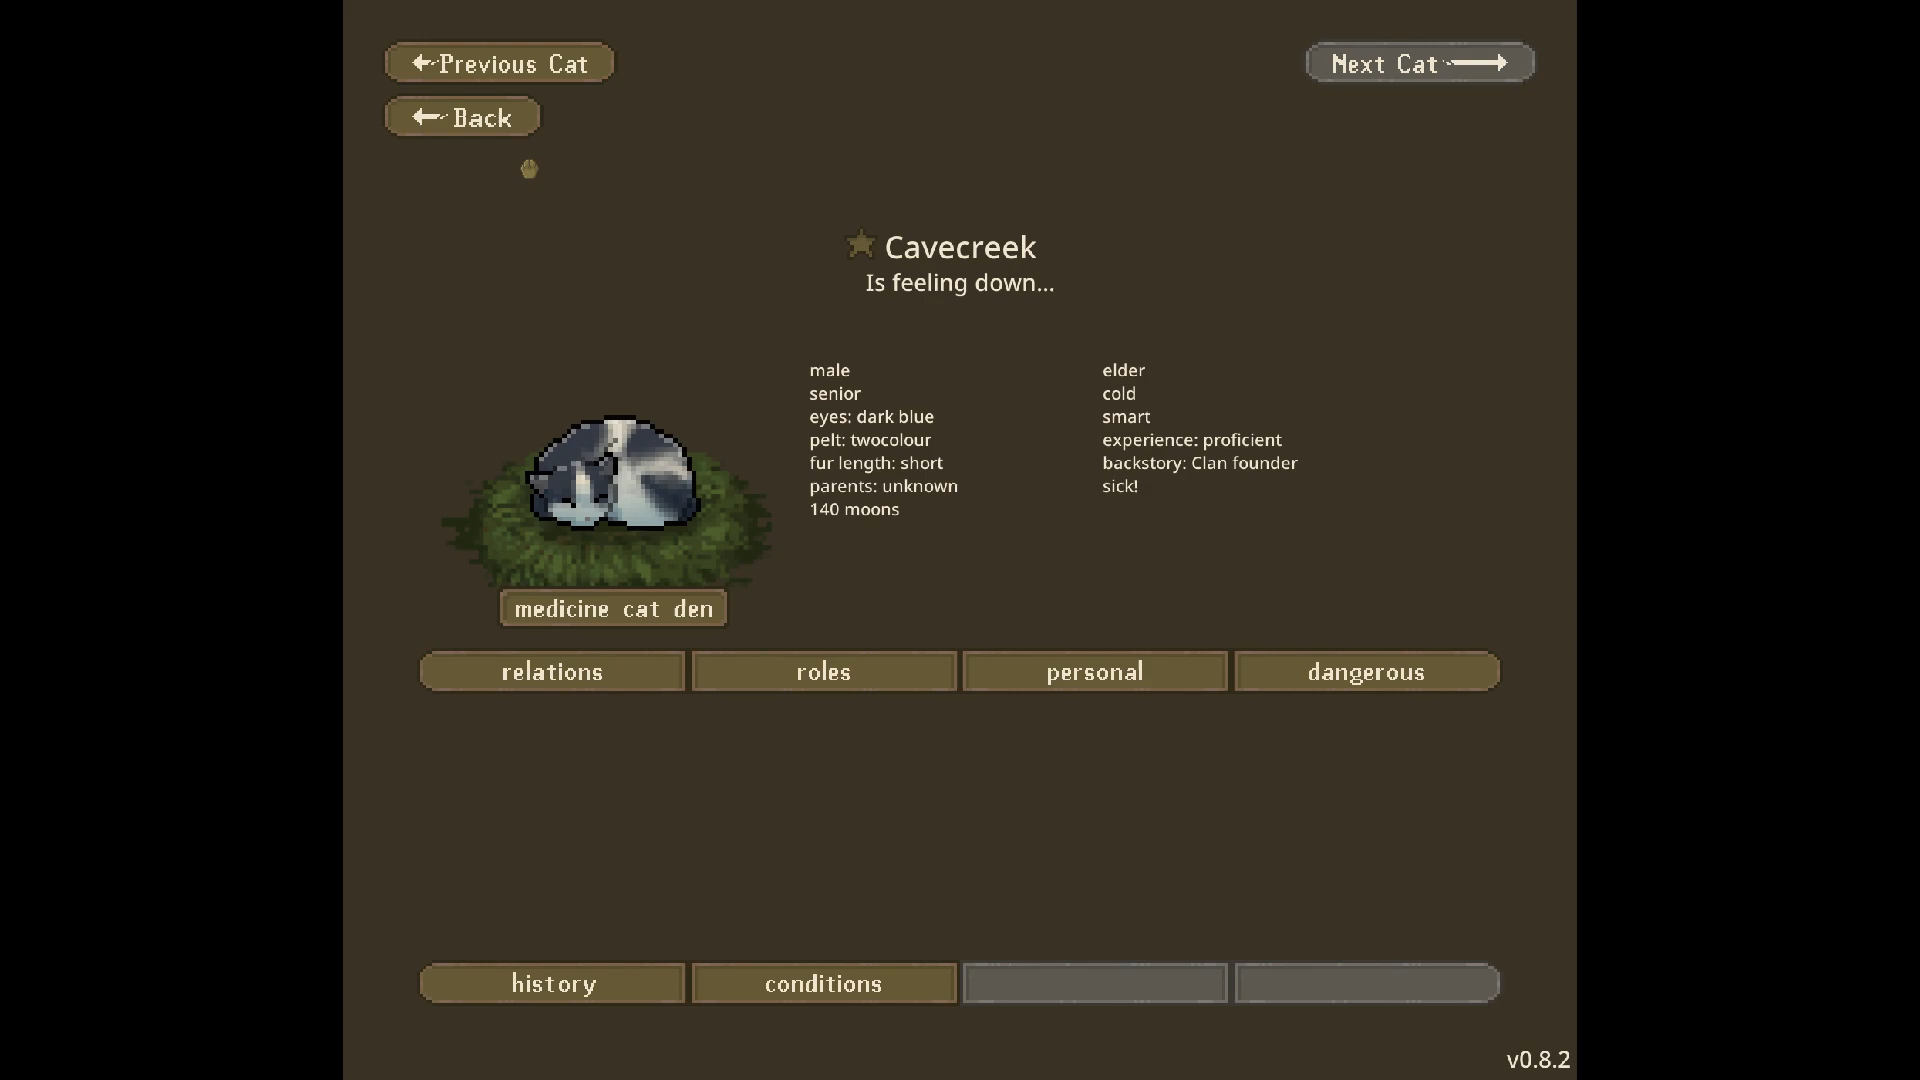 Previous Cat
Next Cat
Back
Cavecreek
Is feeling down...
male
senior
eyes: dark blue
pelt: twocolour
fur length: short
parents: unknown
140 moons
elder
cold
smart
experience: proficient
backstory: Clan founder
sick!
medicine cat den
relations
roles
personal
dangerous
history
conditions
v0.8.2